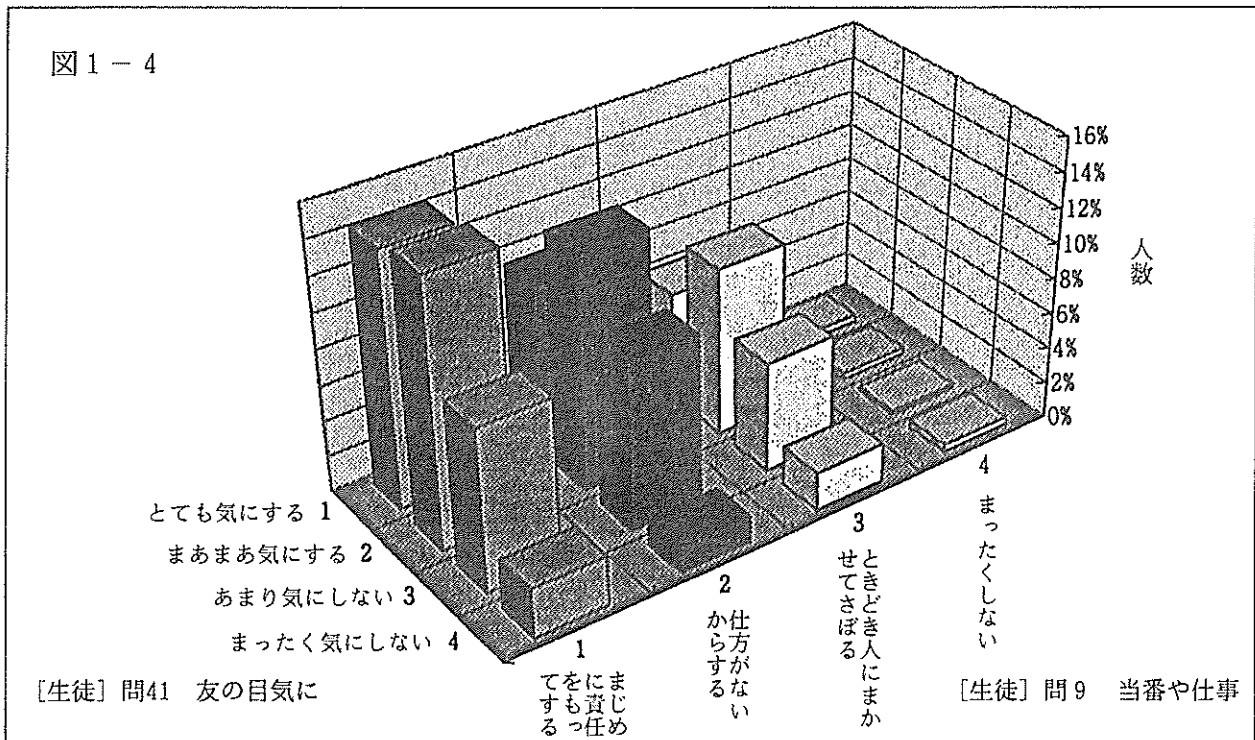 図1－4
16%
14%
12%
10%
8%
6%
4%
2%
0%
人数
とても気にする 1
まあまあ気にする 2
あまり気にしない 3
まったく気にしない 4
1
まじめ
に責任
をもっ
てする
2
仕方がない
からする
3
ときどき人にまか
せてさぼる
4
まったくしない
［生徒］問41 友の目気に
［生徒］問9 当番や仕事